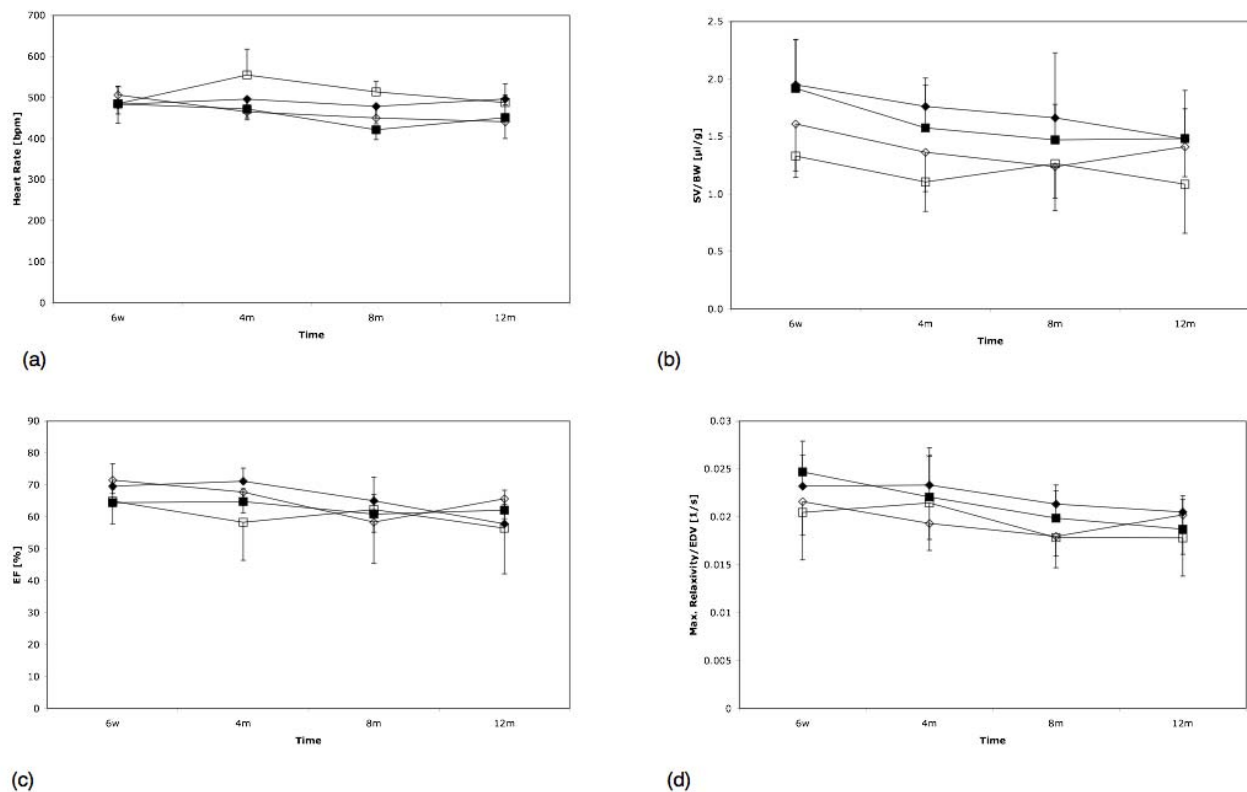 700
600
500
400
300
200
100
0
Heart Rate [bpm]
6w 4m 8m 12m
Time
(a)
2.5
2.0
1.5
1.0
0.5
0.0
SV/BW [µl/g]
6w 4m 8m 12m
Time
(b)
90
80
70
60
50
40
30
20
10
0
EF [%]
6w 4m 8m 12m
Time
(c)
0.03
0.025
0.02
0.015
0.01
0.005
0
Max. Relaxivity/EDV [1/s]
6w 4m 8m 12m
Time
(d)